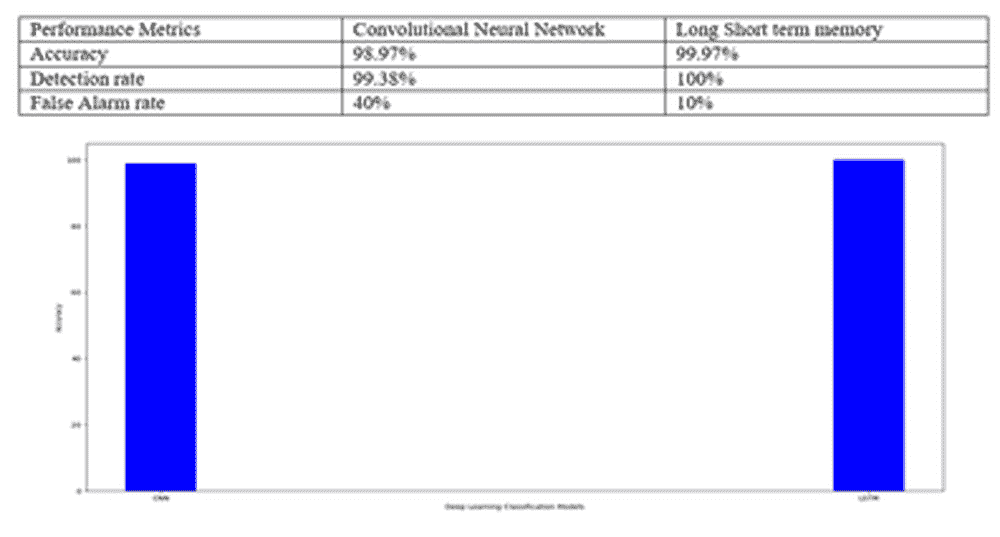 Performance Metrics Convolutional Neural Network Long Short term memory
Accuracy 98.97% 99.97%
Detection rate 99.38% 100%
False Alarm rate 40% 10%
100
80
60
40
20
0
Accuracy
CNN LSTM
Deep Learning Classification Models